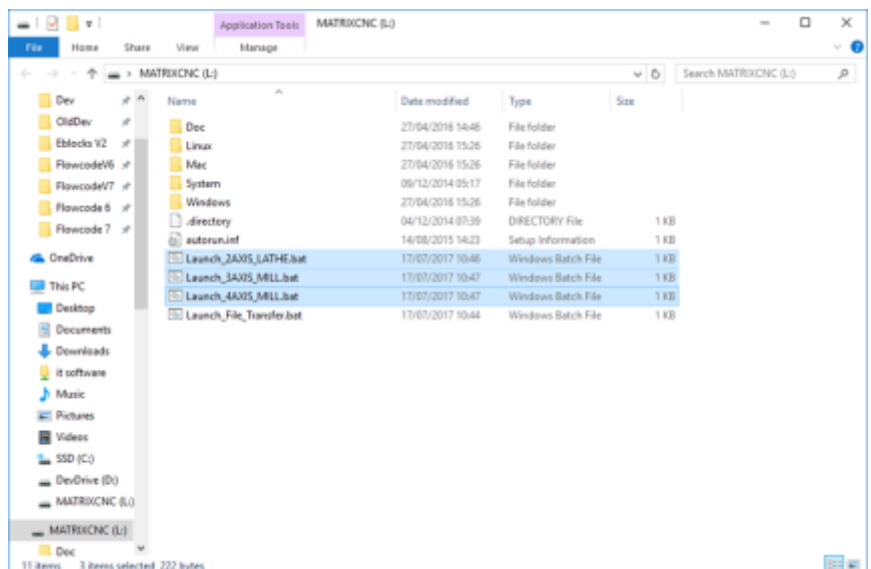 Application Tools MATRIXCNC (L:)
File Home Share View Manage
MATRIXCNC (L:) Search MATRIXCNC (L:)
Dev
OldDev
Eblocks V2
FlowcodeV6
FlowcodeV7
Flowcode 6
Flowcode 7
OneDrive
This PC
Desktop
Documents
Downloads
it software
Music
Pictures
Videos
SSD (C:)
DevDrive (D:)
MATRIXCNC (L:)
MATRIXCNC (L:)
Doc
Name Date modified Type Size
Doc 27/04/2016 14:46 File folder
Linux 27/04/2016 15:26 File folder
Mac 27/04/2016 15:26 File folder
System 09/12/2014 05:17 File folder
Windows 27/04/2016 15:26 File folder
.directory 04/12/2014 07:39 DIRECTORY File 1 KB
autorun.inf 14/08/2015 14:23 Setup Information 1 KB
Launch_2AXIS_LATHE.bat 17/07/2017 10:46 Windows Batch File 1 KB
Launch_3AXIS_MILL.bat 17/07/2017 10:47 Windows Batch File 1 KB
Launch_4AXIS_MILL.bat 17/07/2017 10:47 Windows Batch File 1 KB
Launch_File_Transfer.bat 17/07/2017 10:44 Windows Batch File 1 KB
11 items 3 items selected 222 bytes